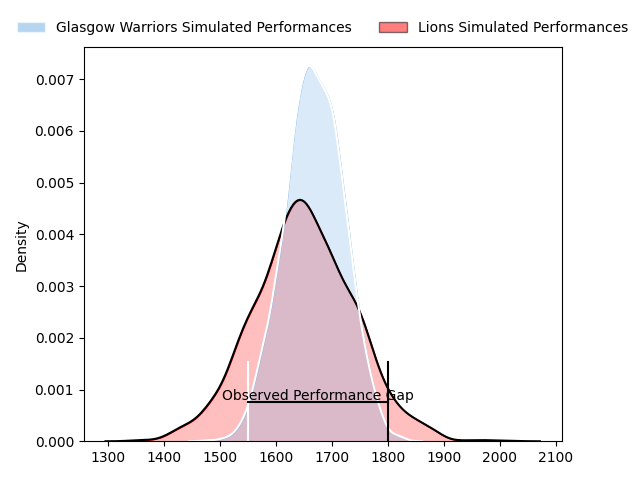 Glasgow Warriors Simulated Performances
Lions Simulated Performances
Density
0.007
0.006
0.005
0.004
0.003
0.002
0.001
0.000
Observed Performance Gap
1300 1400 1500 1600 1700 1800 1900 2000 2100